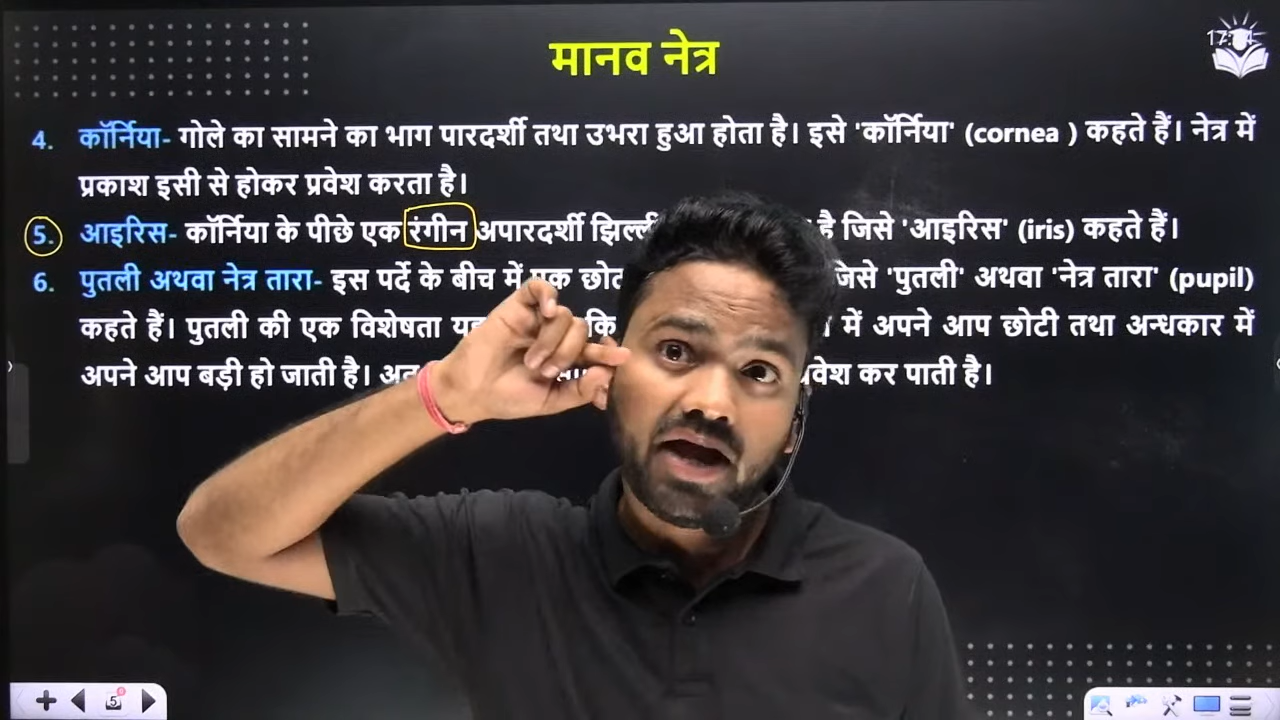 मानव नेत्र
4. कॉर्निया- गोले का सामने का भाग पारदर्शी तथा उभरा हुआ होता है। इसे 'कॉर्निया' (cornea ) कहते हैं। नेत्र में
प्रकाश इसी से होकर प्रवेश करता है।
5. आइरिस- कॉर्निया के पीछे एक रंगीन अपारदर्शी है जिसे 'आइरिस' (iris) कहते हैं।
6. पुतली अथवा नेत्र तारा- इस पर्दे के बीच में एक जिसे 'पुतली' अथवा 'नेत्र तारा' (pupil)
कहते हैं। पुतली की एक विशेषता कि में अपने आप छोटी तथा अन्धकार में
अपने आप बड़ी हो जाती है। कर पाती है।
5